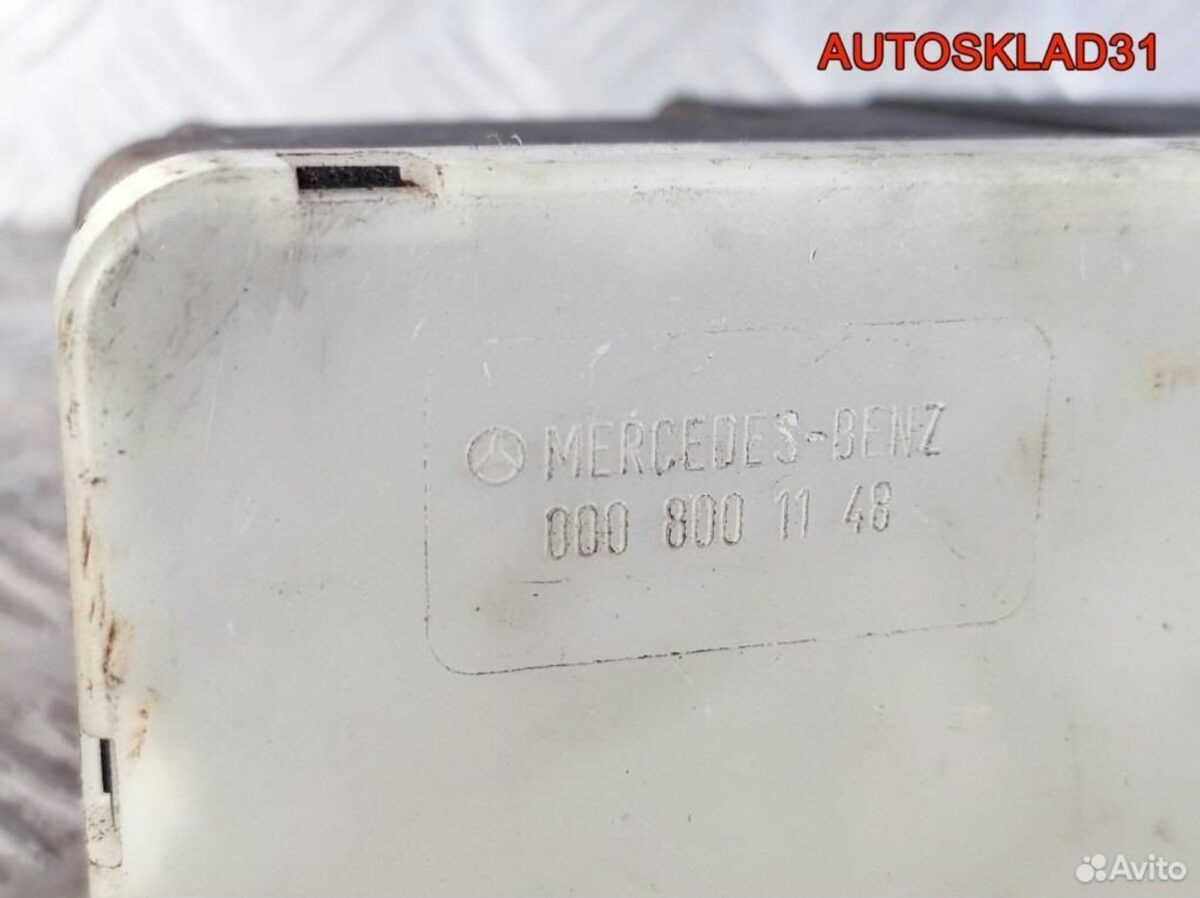 AUTOSKLAD31
MERCEDES-BENZ
000 800 11 48
Avito